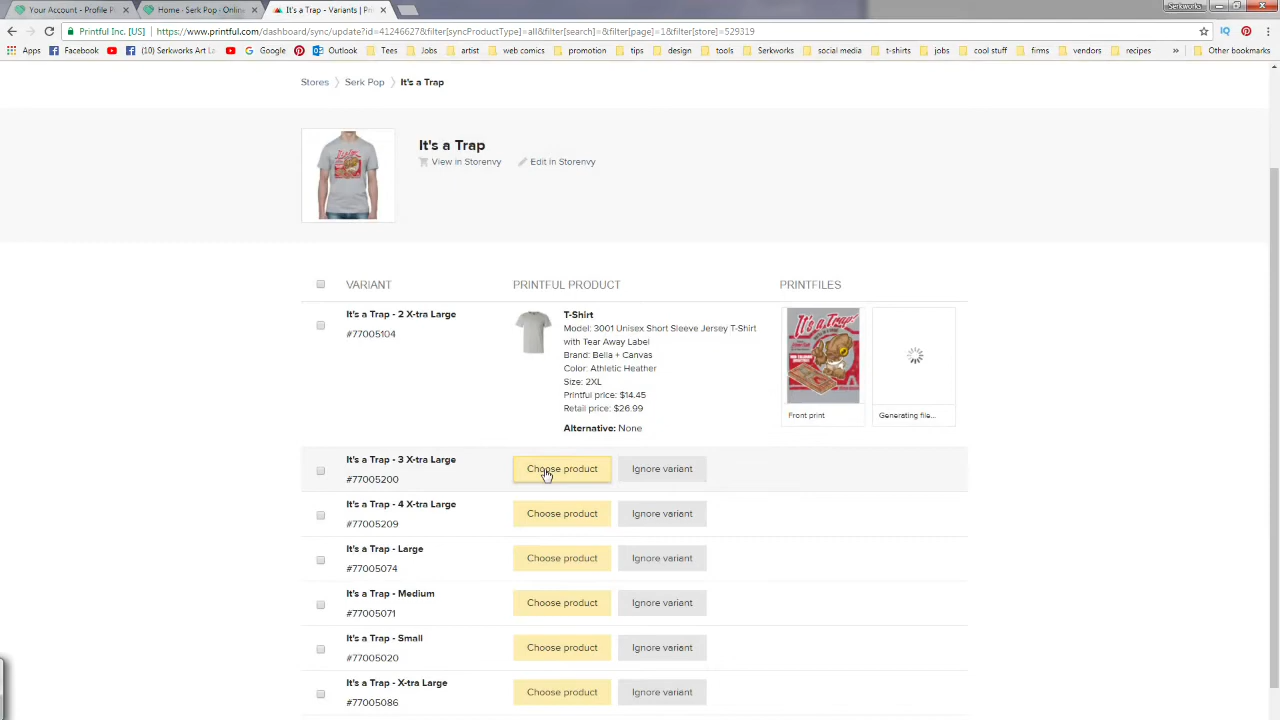 Serkworks
Your Account - Profile P
Home · Serk Pop · Online
It's a Trap - Variants | Prin
Printful Inc. [US]
https://www.printful.com/dashboard/sync/update?id=41246627&filter[syncProductType]=all&filter[search]=&filter[page]=1&filter[store]=529319
Apps
Facebook
(10) Serkworks Art La
Google
Outlook
Tees
Jobs
artist
web comics
promotion
tips
design
tools
Serkworks
social media
t-shirts
jobs
cool stuff
firms
vendors
recipes
Other bookmarks
Stores
Serk Pop
It's a Trap
It's a Trap
View in Storenvy
Edit in Storenvy
VARIANT
PRINTFUL PRODUCT
PRINTFILES
It's a Trap - 2 X-tra Large
#77005104
T-Shirt
Model: 3001 Unisex Short Sleeve Jersey T-Shirt
with Tear Away Label
Brand: Bella + Canvas
Color: Athletic Heather
Size: 2XL
Printful price: $14.45
Retail price: $26.99
Alternative: None
It's a Trap!
Front print
Generating file...
It's a Trap - 3 X-tra Large
#77005200
Choose product
Ignore variant
It's a Trap - 4 X-tra Large
#77005209
Choose product
Ignore variant
It's a Trap - Large
#77005074
Choose product
Ignore variant
It's a Trap - Medium
#77005071
Choose product
Ignore variant
It's a Trap - Small
#77005020
Choose product
Ignore variant
It's a Trap - X-tra Large
#77005086
Choose product
Ignore variant